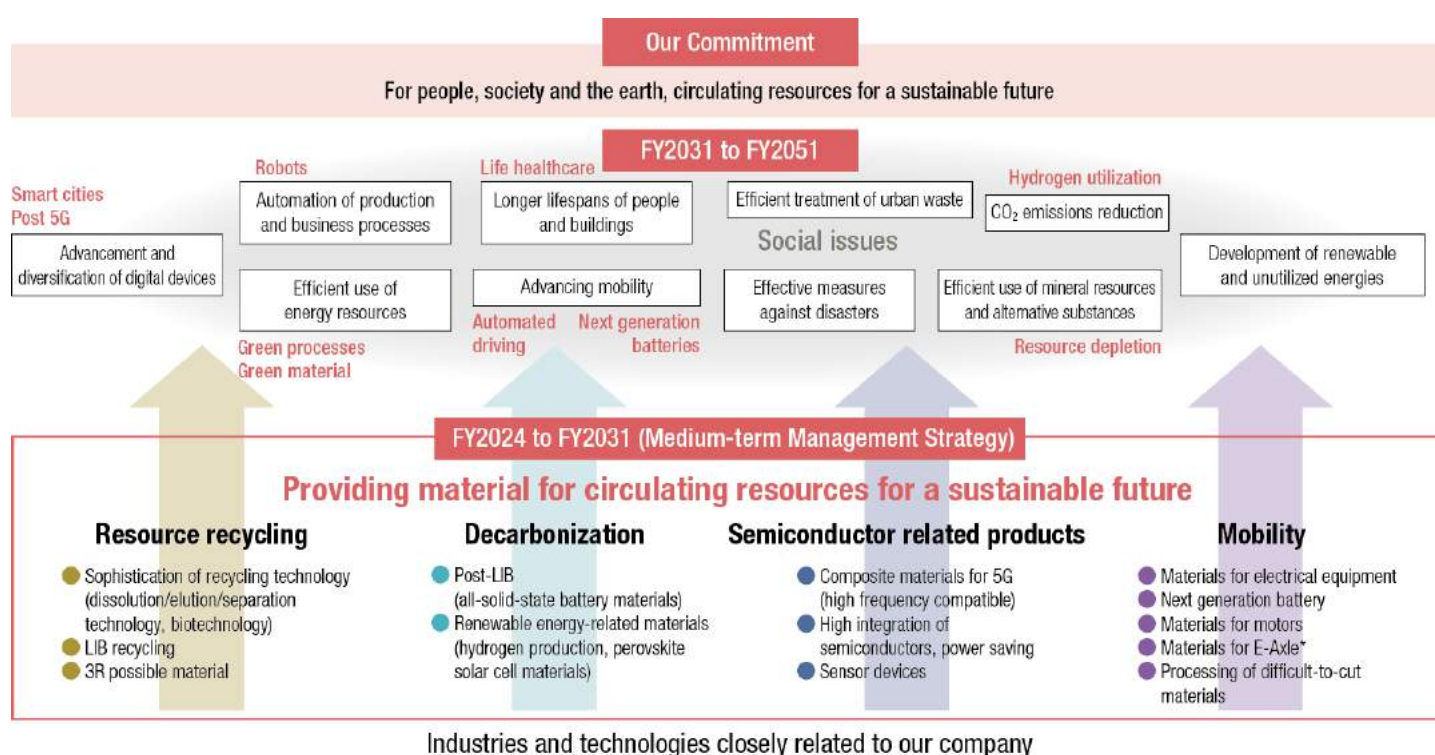 Our Commitment
For people, society and the earth, circulating resources for a sustainable future
FY2031 to FY2051
Smart cities
Post 5G
Advancement and
diversification of digital devices
Robots
Automation of production
and business processes
Efficient use of
energy resources
Green processes
Green material
Life healthcare
Longer lifespans of people
and buildings
Advancing mobility
Automated
driving
Next generation
batteries
Efficient treatment of urban waste
Social issues
Effective measures
against disasters
Hydrogen utilization
CO₂ emissions reduction
Efficient use of mineral resources
and alternative substances
Resource depletion
Development of renewable
and unutilized energies
FY2024 to FY2031 (Medium-term Management Strategy)
Providing material for circulating resources for a sustainable future
Resource recycling
Sophistication of recycling technology
(dissolution/elution/separation
technology, biotechnology)
LIB recycling
3R possible material
Decarbonization
Post-LIB
(all-solid-state battery materials)
Renewable energy-related materials
(hydrogen production, perovskite
solar cell materials)
Semiconductor related products
Composite materials for 5G
(high frequency compatible)
High integration of
semiconductors, power saving
Sensor devices
Mobility
Materials for electrical equipment
Next generation battery
Materials for motors
Materials for E-Axle*
Processing of difficult-to-cut
materials
Industries and technologies closely related to our company